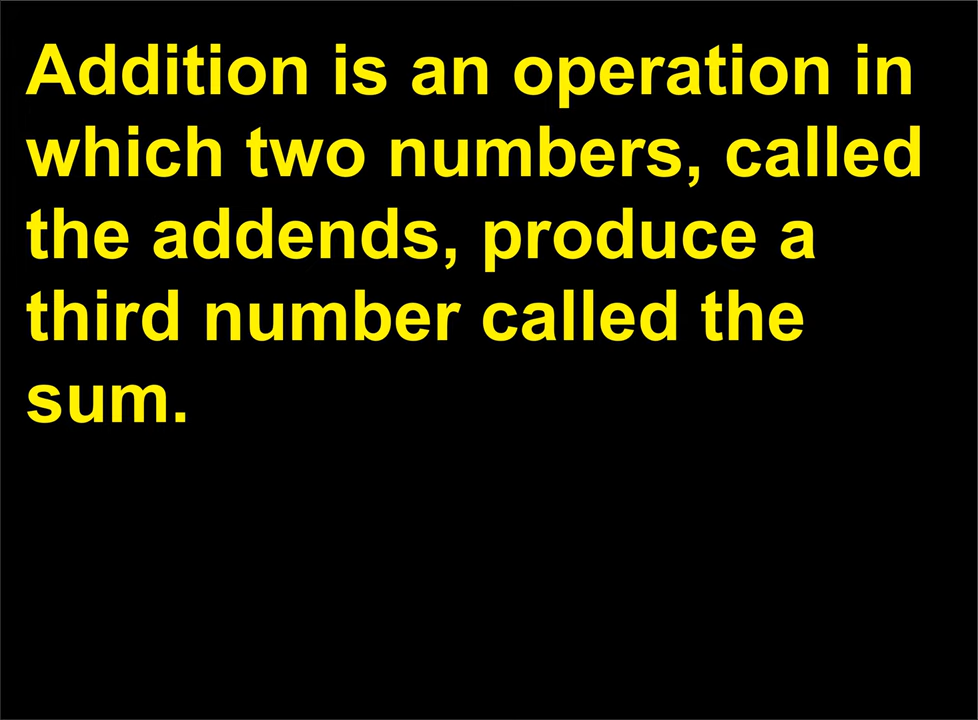 Addition is an operation in
which two numbers, called
the addends, produce a
third number called the
sum.